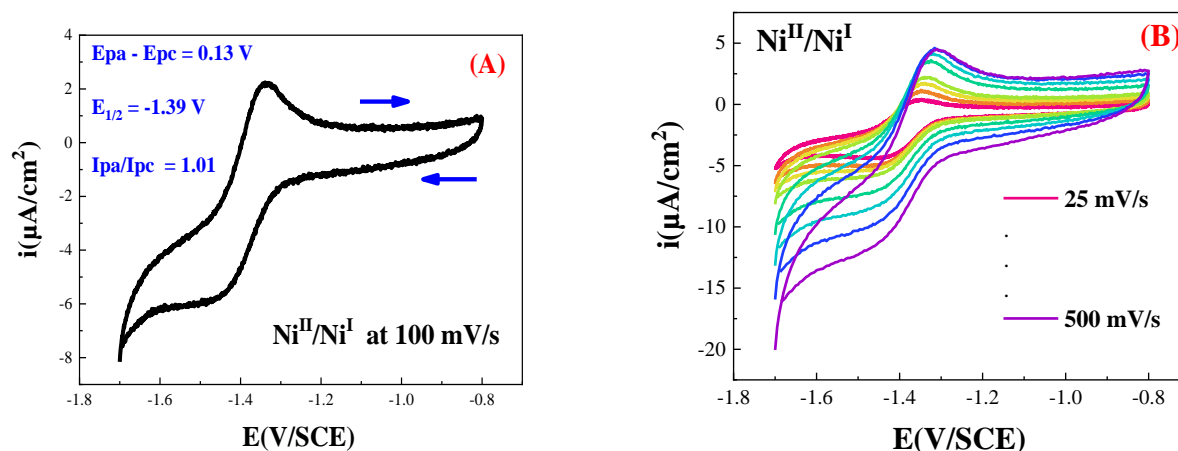 Epa - Epc = 0.13 V
(A)
E1/2 = -1.39 V
Ipa/Ipc = 1.01
NiII/NiI at 100 mV/s
i(µA/cm2)
4
2
0
-2
-4
-6
-8
-1.8
-1.6
-1.4
-1.2
-1.0
-0.8
E(V/SCE)
NiII/NiI
(B)
25 mV/s
.
.
.
500 mV/s
i(µA/cm2)
5
0
-5
-10
-15
-20
-1.8
-1.6
-1.4
-1.2
-1.0
-0.8
E(V/SCE)